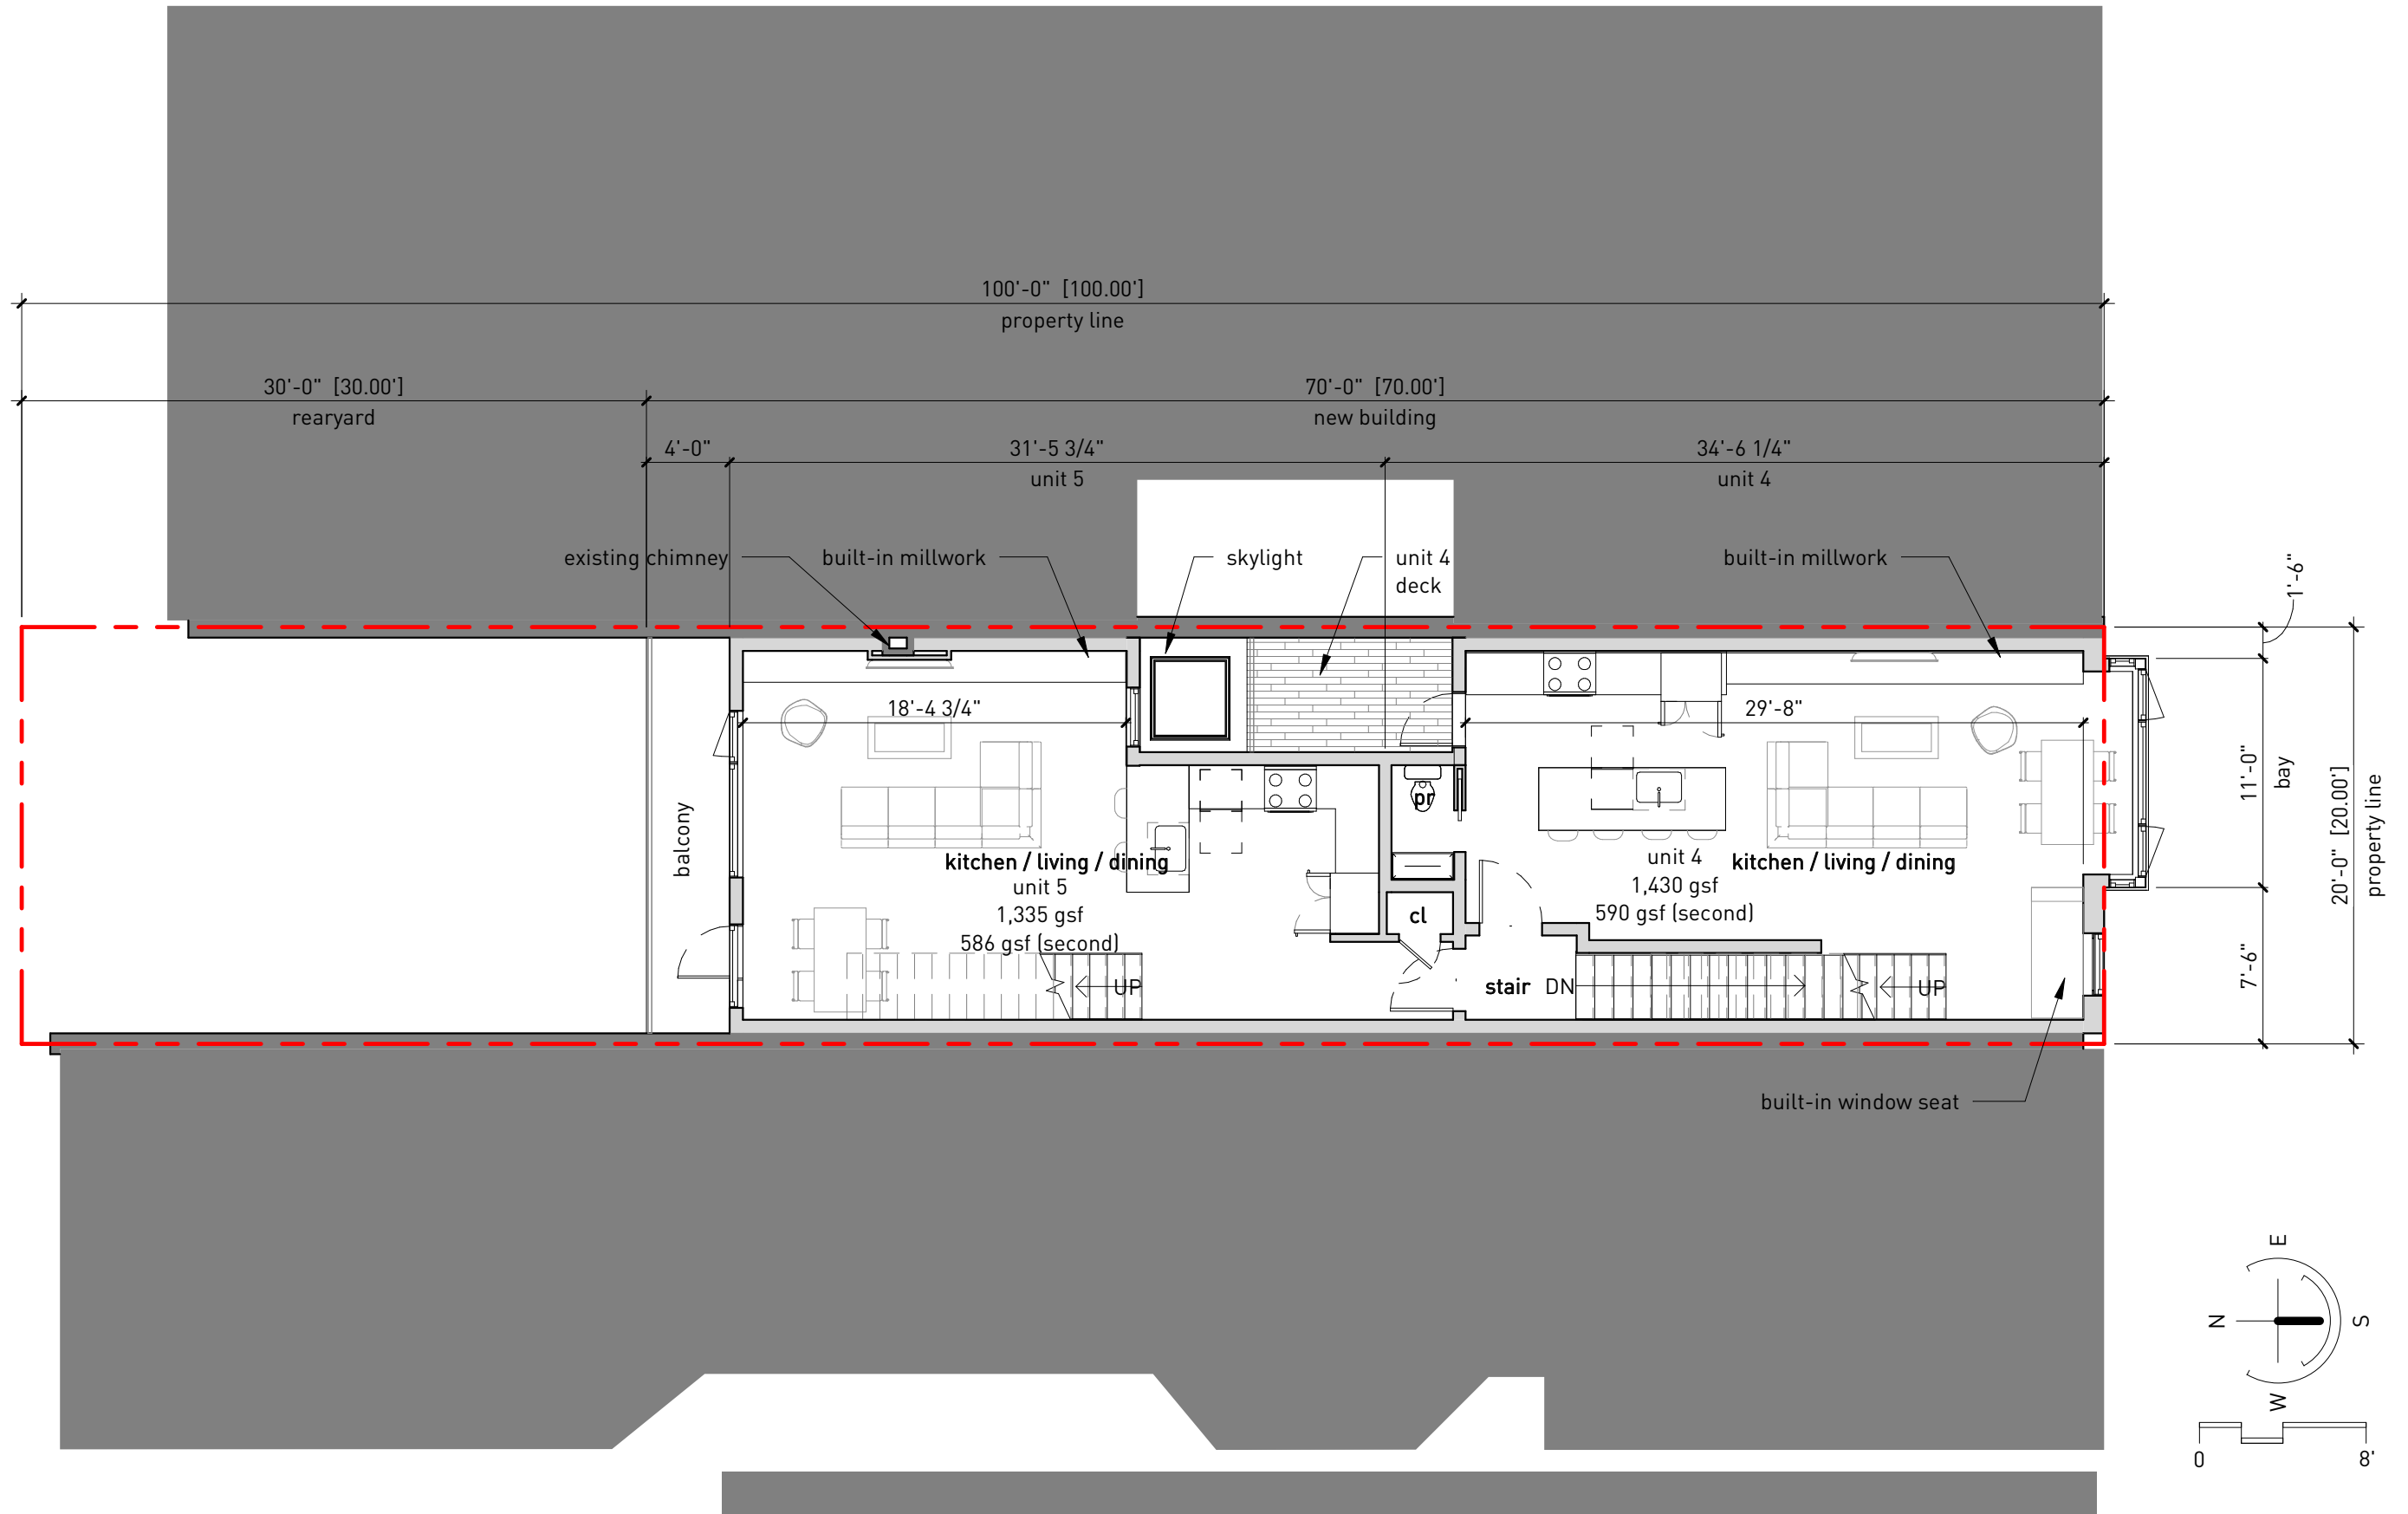 100'-0" [100.00']
property line
30'-0" [30.00']
rearyard
70'-0" [70.00']
new building
4'-0"
31'-5 3/4"
unit 5
34'-6 1/4"
unit 4
existing chimney
built-in millwork
skylight
unit 4
deck
built-in millwork
1'-6"
18'-4 3/4"
29'-8"
11'-0"
bay
20'-0" [20.00']
property line
balcony
pr
kitchen / living / dining
unit 5
1,335 gsf
586 gsf (second)
unit 4
kitchen / living / dining
1,430 gsf
590 gsf (second)
cl
7'-6"
UP
stair DN
UP
built-in window seat
E
N
S
W
0
8'